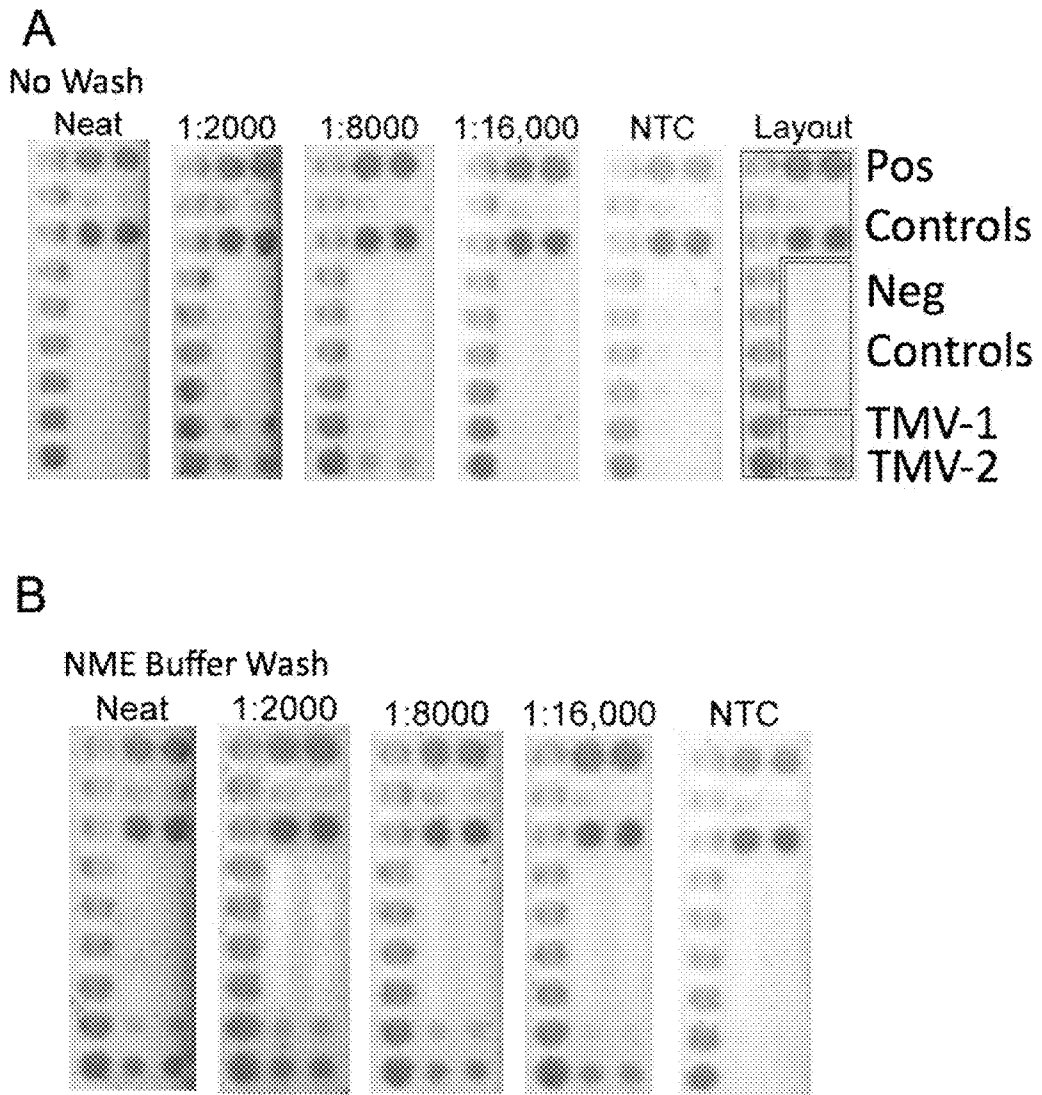 A
No Wash
Neat 1:2000 1:8000 1:16,000 NTC Layout
Pos
Controls
Neg
Controls
TMV-1
TMV-2
B
NME Buffer Wash
Neat 1:2000 1:8000 1:16,000 NTC